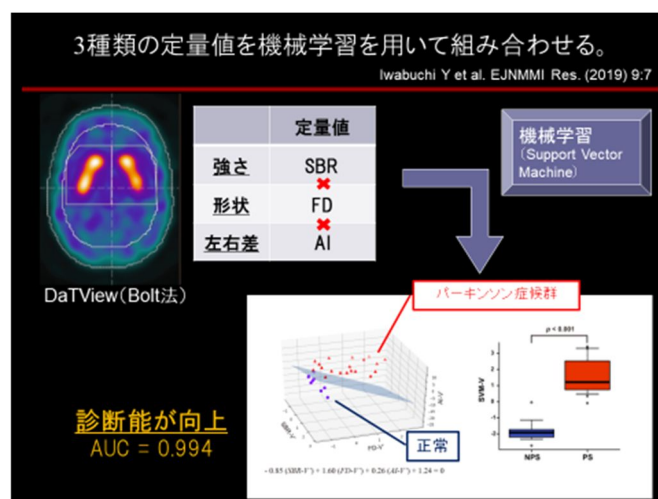 3種類の定量値を機械学習を用いて組み合わせる。
Iwabuchi Y et al. EJNMMI Res. (2019) 9:7
定量値
強さ SBR
形状 FD
左右差 AI
機械学習
(Support Vector
Machine)
DaTView(Bolt法)
パーキンソン症候群
p < 0.001
SVM-V
NPS PS
正常
SBR-V
FD-V
診断能が向上
AUC = 0.994